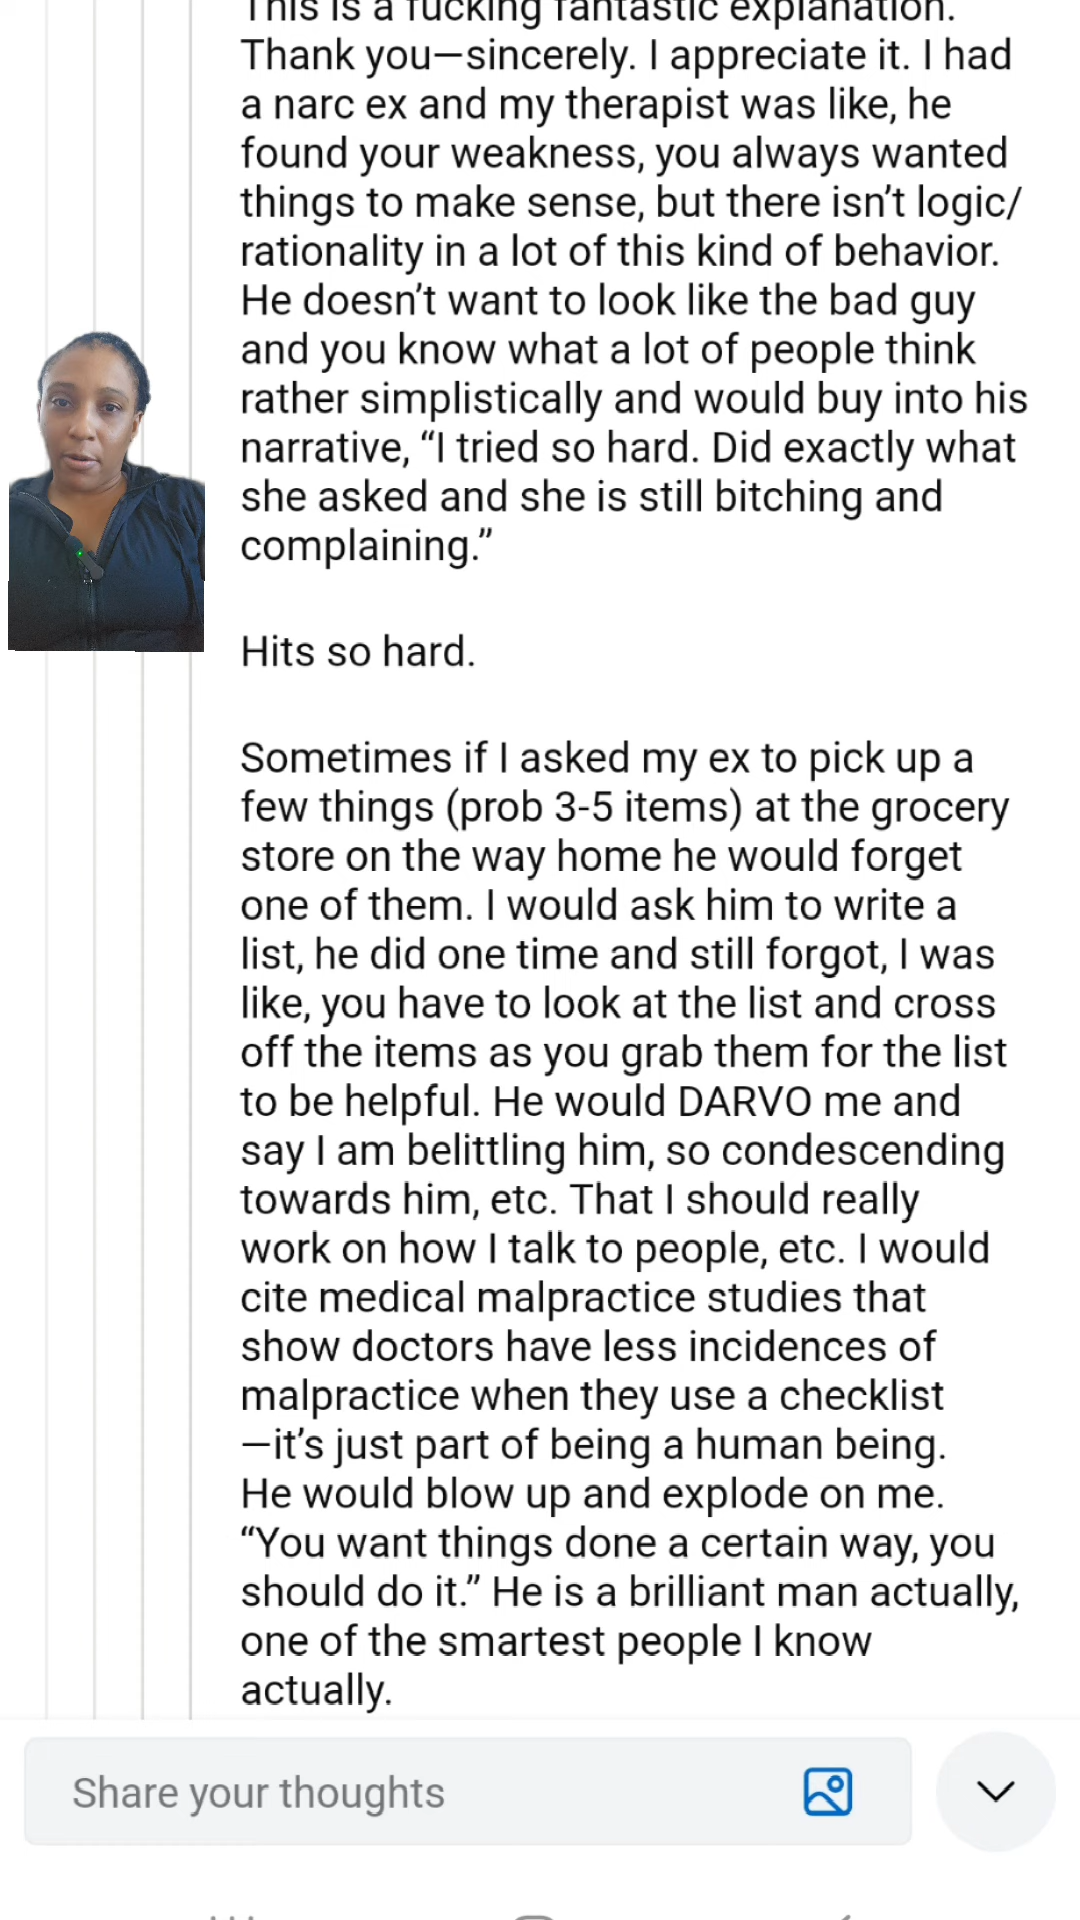 This is a fucking fantastic explanation.
Thank you—sincerely. I appreciate it. I had
a narc ex and my therapist was like, he
found your weakness, you always wanted
things to make sense, but there isn’t logic/
rationality in a lot of this kind of behavior.
He doesn’t want to look like the bad guy
and you know what a lot of people think
rather simplistically and would buy into his
narrative, “I tried so hard. Did exactly what
she asked and she is still bitching and
complaining.”
Hits so hard.
Sometimes if I asked my ex to pick up a
few things (prob 3-5 items) at the grocery
store on the way home he would forget
one of them. I would ask him to write a
list, he did one time and still forgot, I was
like, you have to look at the list and cross
off the items as you grab them for the list
to be helpful. He would DARVO me and
say I am belittling him, so condescending
towards him, etc. That I should really
work on how I talk to people, etc. I would
cite medical malpractice studies that
show doctors have less incidences of
malpractice when they use a checklist
—it’s just part of being a human being.
He would blow up and explode on me.
“You want things done a certain way, you
should do it.” He is a brilliant man actually,
one of the smartest people I know
actually.
Share your thoughts